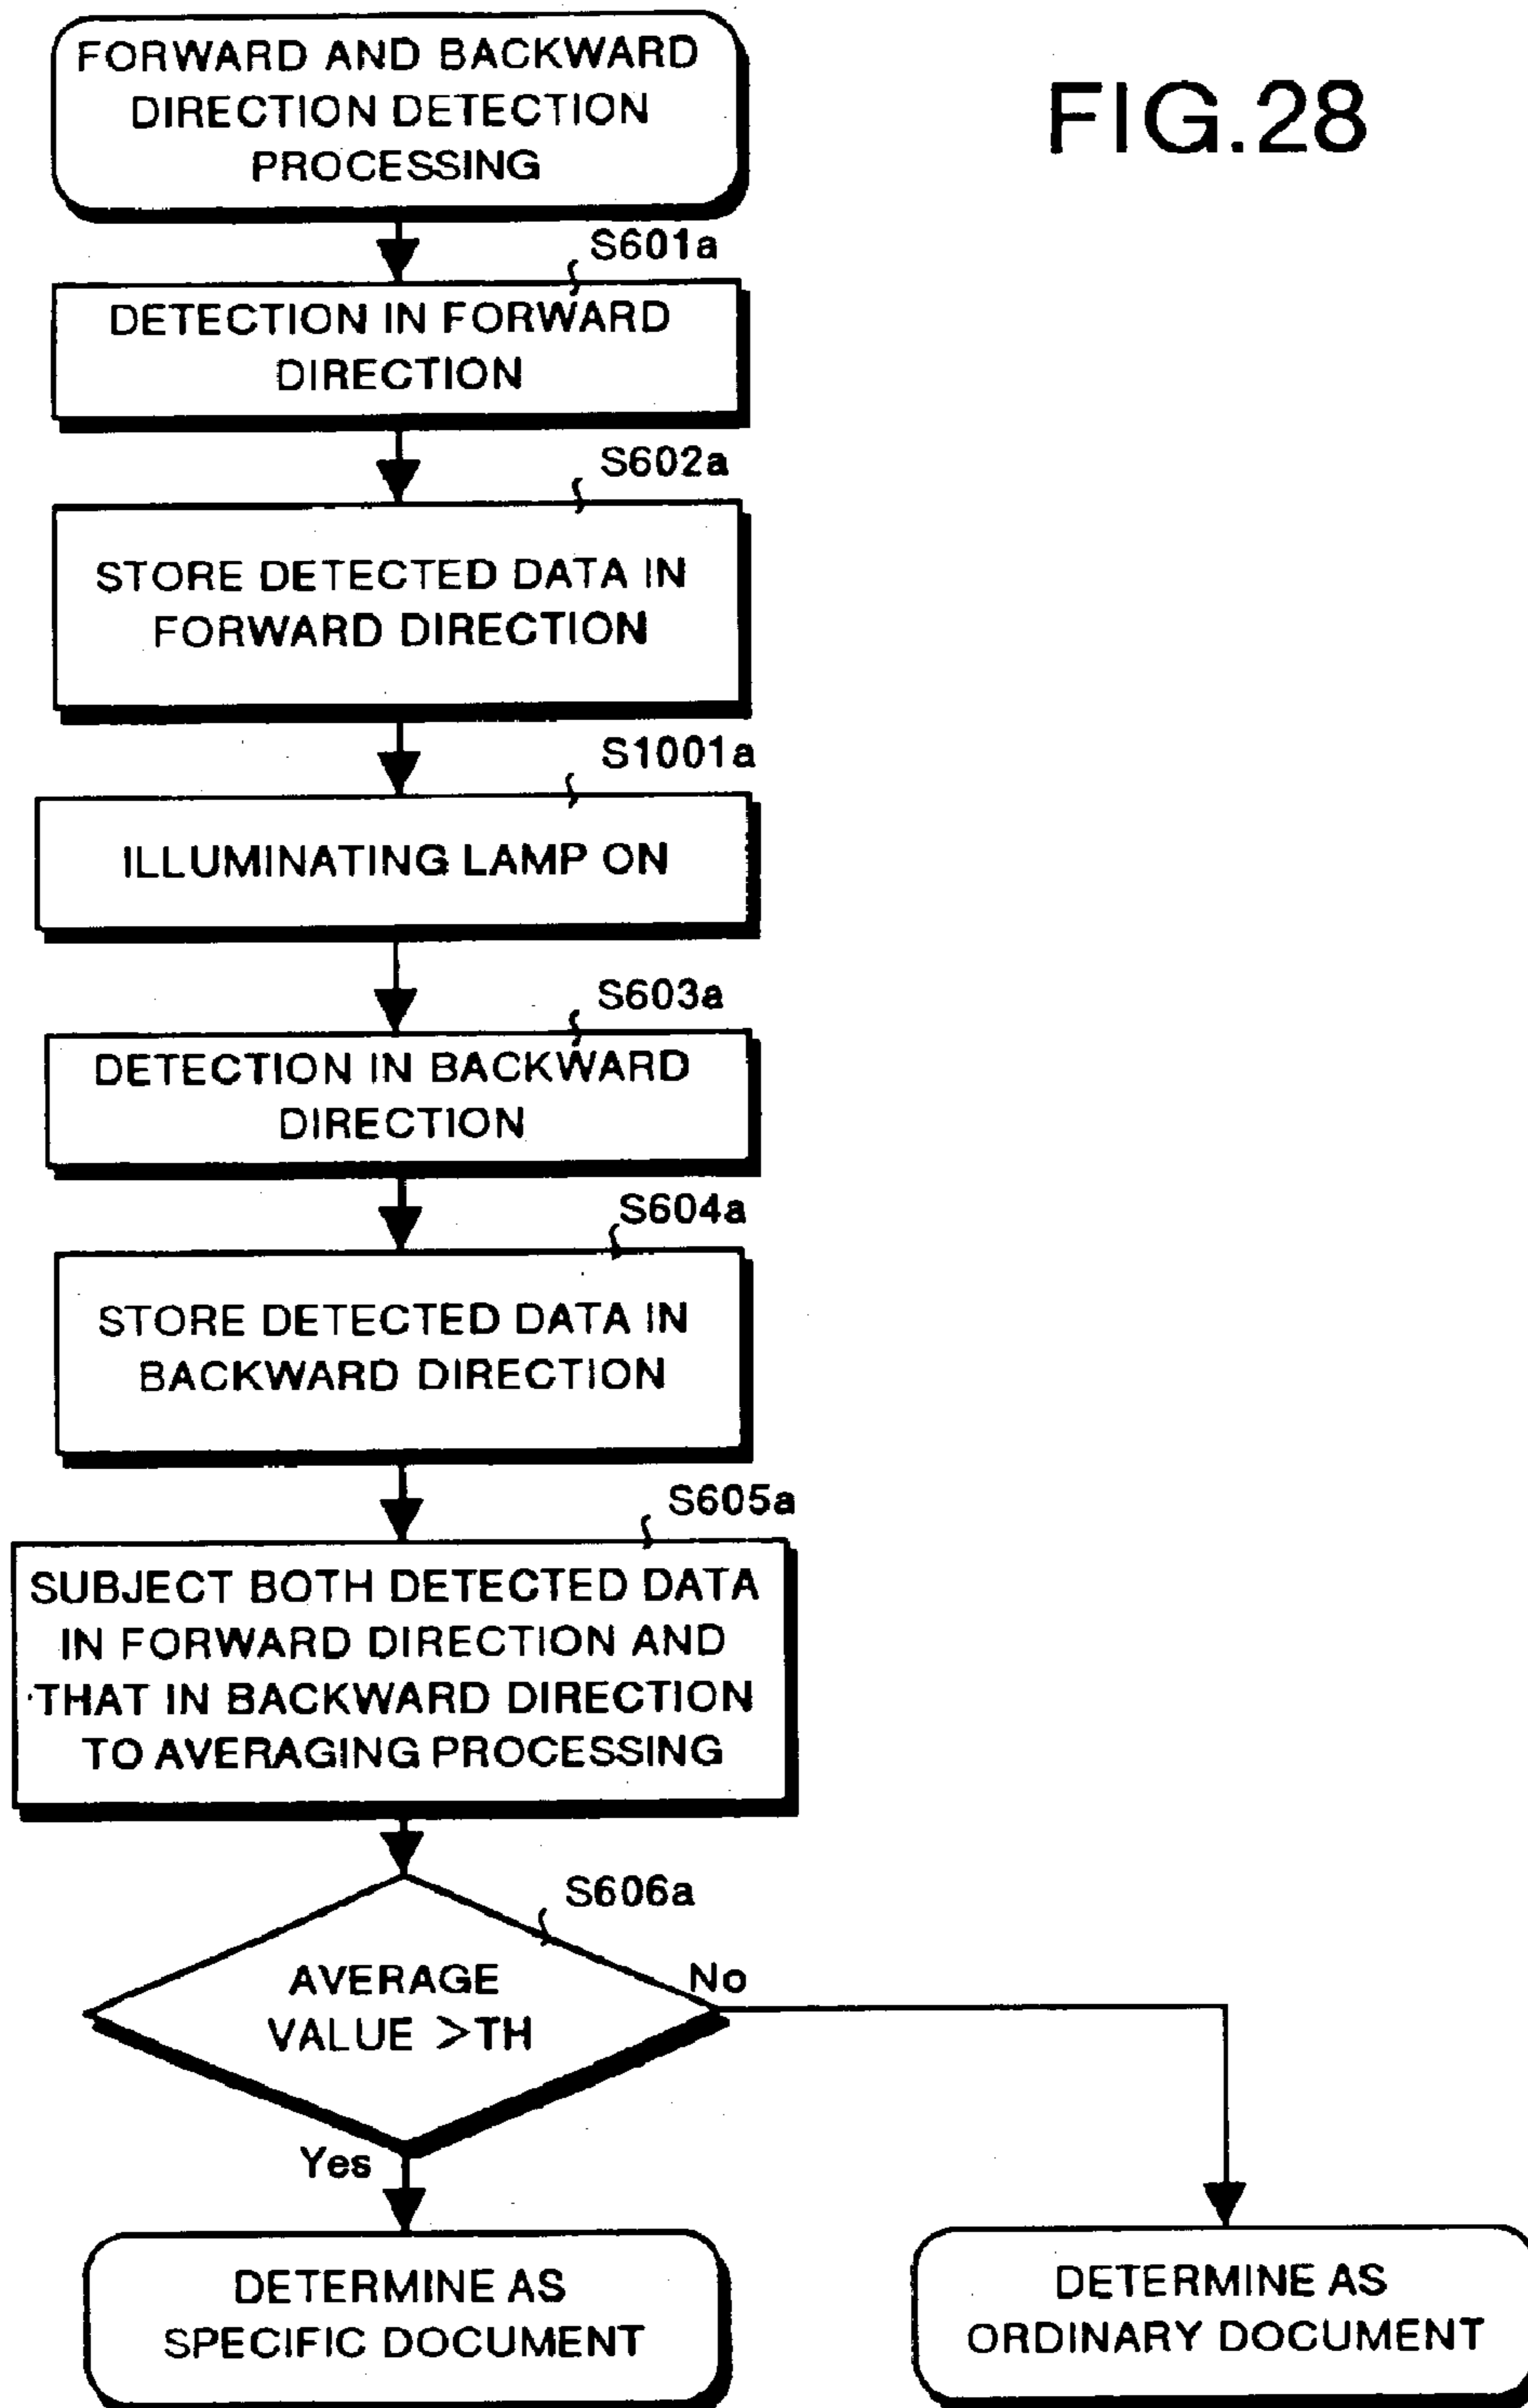 FORWARD AND BACKWARD
DIRECTION DETECTION
PROCESSING
FIG.28
S601a
DETECTION IN FORWARD
DIRECTION
S602a
STORE DETECTED DATA IN
FORWARD DIRECTION
S1001a
ILLUMINATING LAMP ON
S603a
DETECTION IN BACKWARD
DIRECTION
S604a
STORE DETECTED DATA IN
BACKWARD DIRECTION
S605a
SUBJECT BOTH DETECTED DATA
IN FORWARD DIRECTION AND
THAT IN BACKWARD DIRECTION
TO AVERAGING PROCESSING
S606a
AVERAGE
VALUE >TH
No
Yes
DETERMINE AS
SPECIFIC DOCUMENT
DETERMINE AS
ORDINARY DOCUMENT